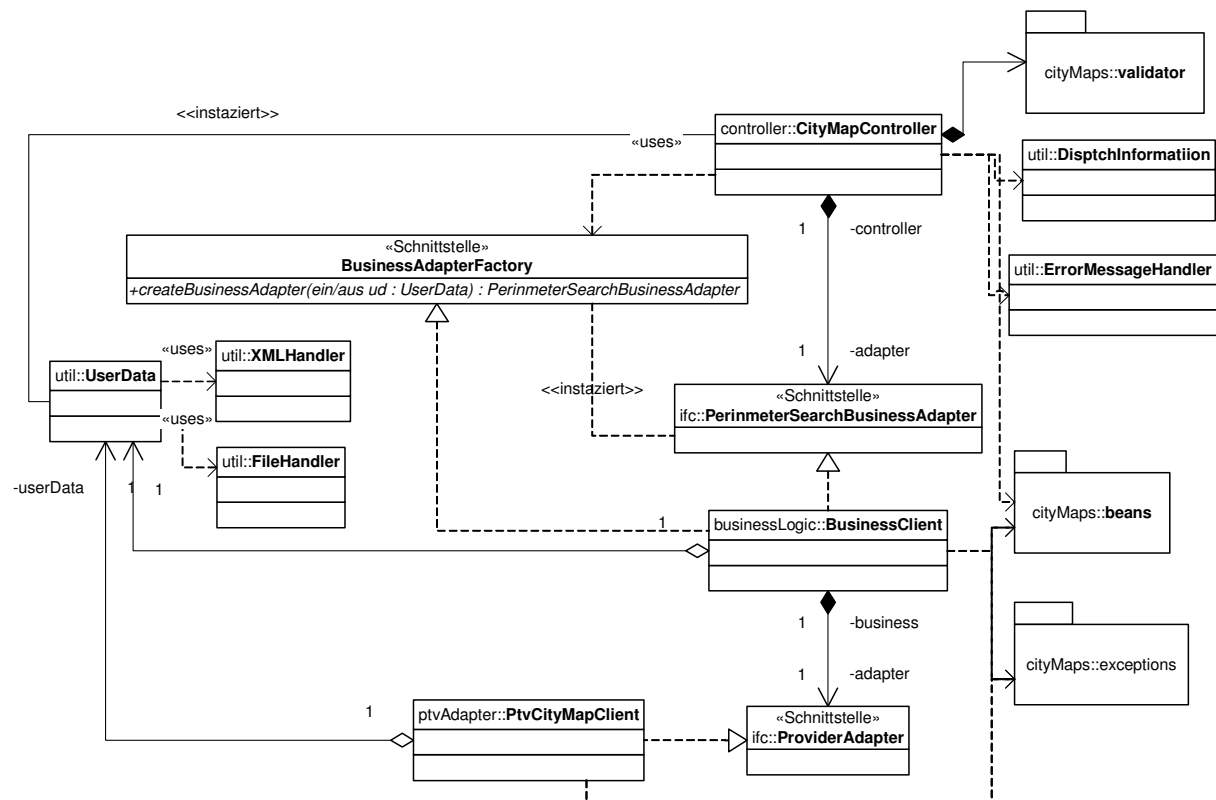 cityMaps::validator
<<instaziert>>
controller::CityMapController
«uses»
util::DisptchInformatiion
1
-controller
«Schnittstelle»
BusinessAdapterFactory
+createBusinessAdapter(ein/aus ud : UserData) : PerinmeterSearchBusinessAdapter
util::ErrorMessageHandler
«uses»
util::XMLHandler
1
-adapter
util::UserData
<<instaziert>>
«Schnittstelle»
ifc::PerinmeterSearchBusinessAdapter
«uses»
util::FileHandler
-userData
1
1
cityMaps::beans
1
businessLogic::BusinessClient
1
-business
cityMaps::exceptions
1
-adapter
1
ptvAdapter::PtvCityMapClient
«Schnittstelle»
ifc::ProviderAdapter